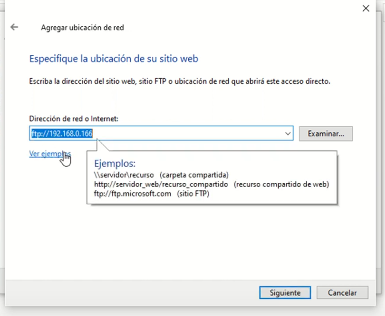 Agregar ubicación de red
Especifique la ubicación de su sitio web
Escriba la dirección del sitio web, sitio FTP o ubicación de red que abrirá este acceso directo.
Dirección de red o Internet:
ftp://192.168.0.166
Examinar...
Ver ejemplos
Ejemplos:
\\servidor\recurso (carpeta compartida)
http://servidor_web/recurso_compartido (recurso compartido de web)
ftp://ftp.microsoft.com (sitio FTP)
Siguiente
Cancelar